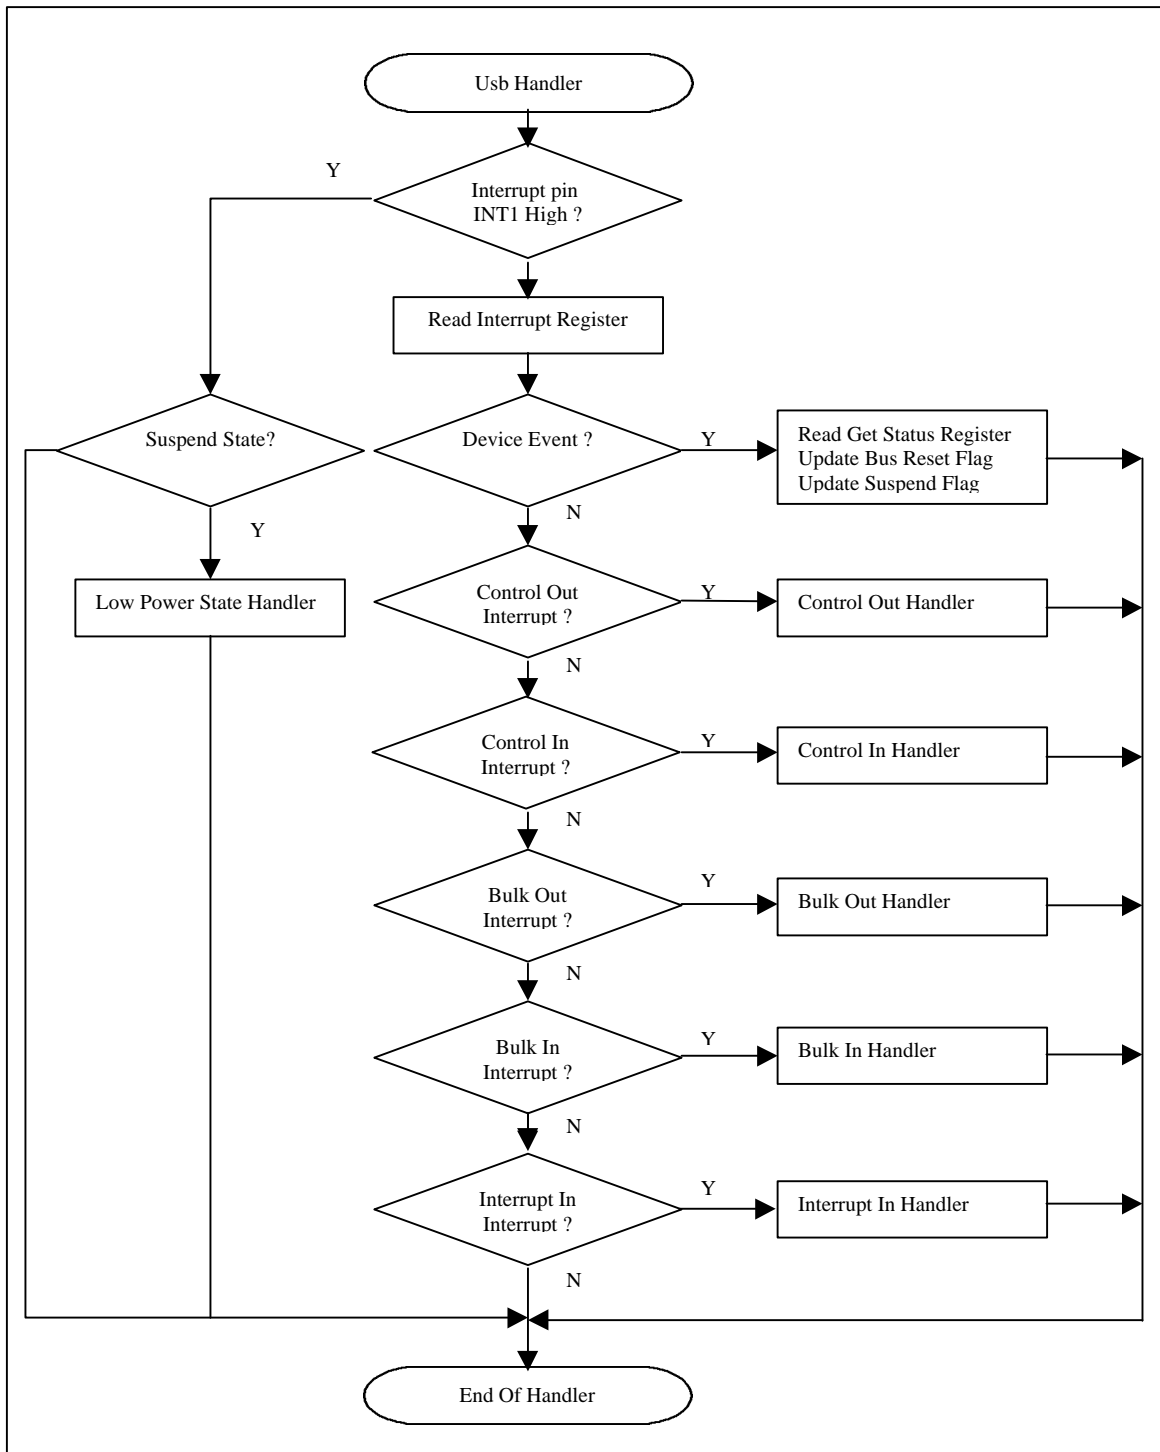 Usb Handler
Y
Interrupt pin
INT1 High ?
Read Interrupt Register
Suspend State?
Device Event ?
Y
Read Get Status Register
Update Bus Reset Flag
Update Suspend Flag
Y
N
Low Power State Handler
Control Out
Interrupt ?
Y
Control Out Handler
N
Control In
Interrupt ?
Y
Control In Handler
N
Bulk Out
Interrupt ?
Y
Bulk Out Handler
N
Bulk In
Interrupt ?
Y
Bulk In Handler
N
Interrupt In
Interrupt ?
Y
Interrupt In Handler
N
End Of Handler